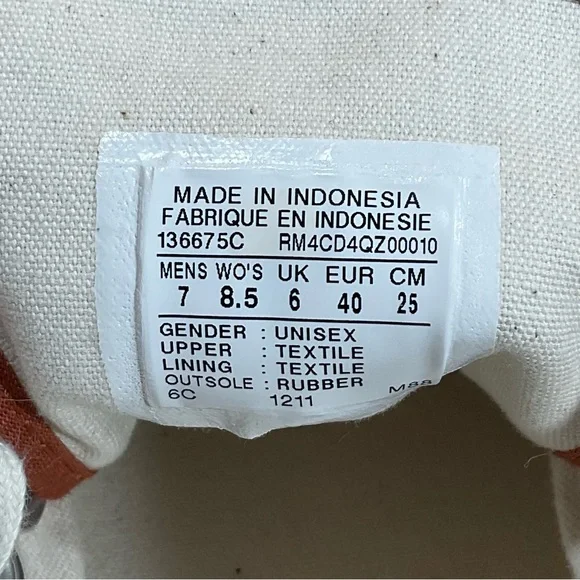 MADE IN INDONESIA
FABRIQUE EN INDONESIE
136675C RM4CD4QZ00010
MENS WO'S UK EUR CM
7 8.5 6 40 25
GENDER : UNISEX
UPPER : TEXTILE
LINING : TEXTILE
OUTSOLE : RUBBER
6C 1211 M88